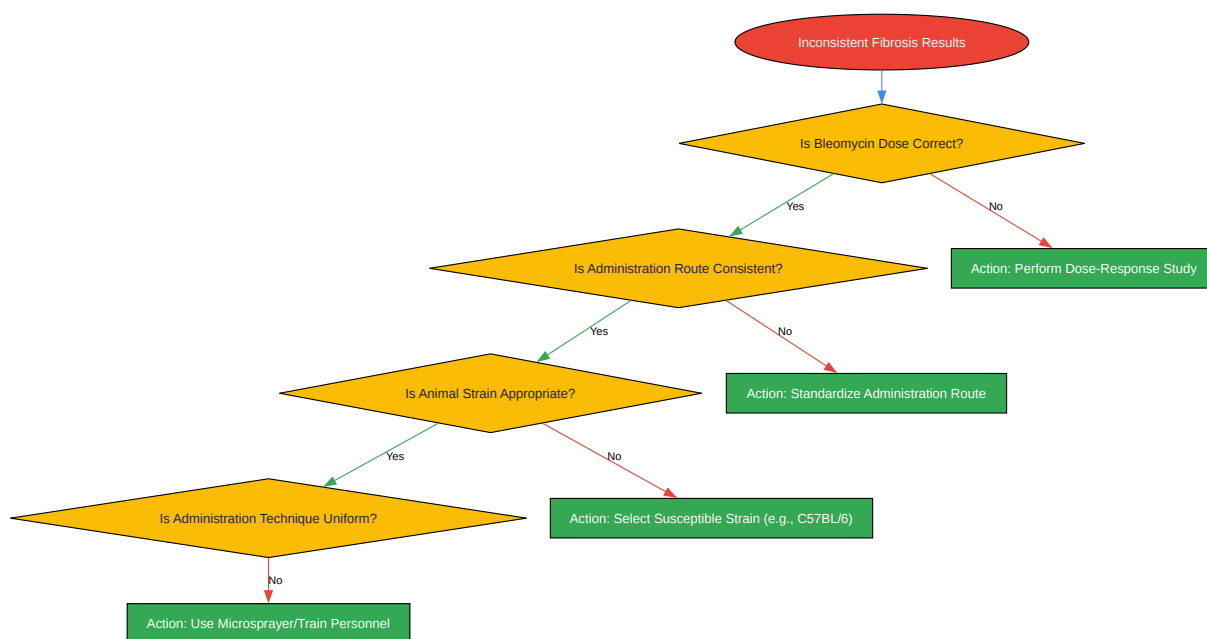 Inconsistent Fibrosis Results
Is Bleomycin Dose Correct?
Yes
No
Is Administration Route Consistent?
Action: Perform Dose-Response Study
Yes
No
Is Animal Strain Appropriate?
Action: Standardize Administration Route
Yes
No
Is Administration Technique Uniform?
Action: Select Susceptible Strain (e.g., C57BL/6)
No
Action: Use Microsprayer/Train Personnel